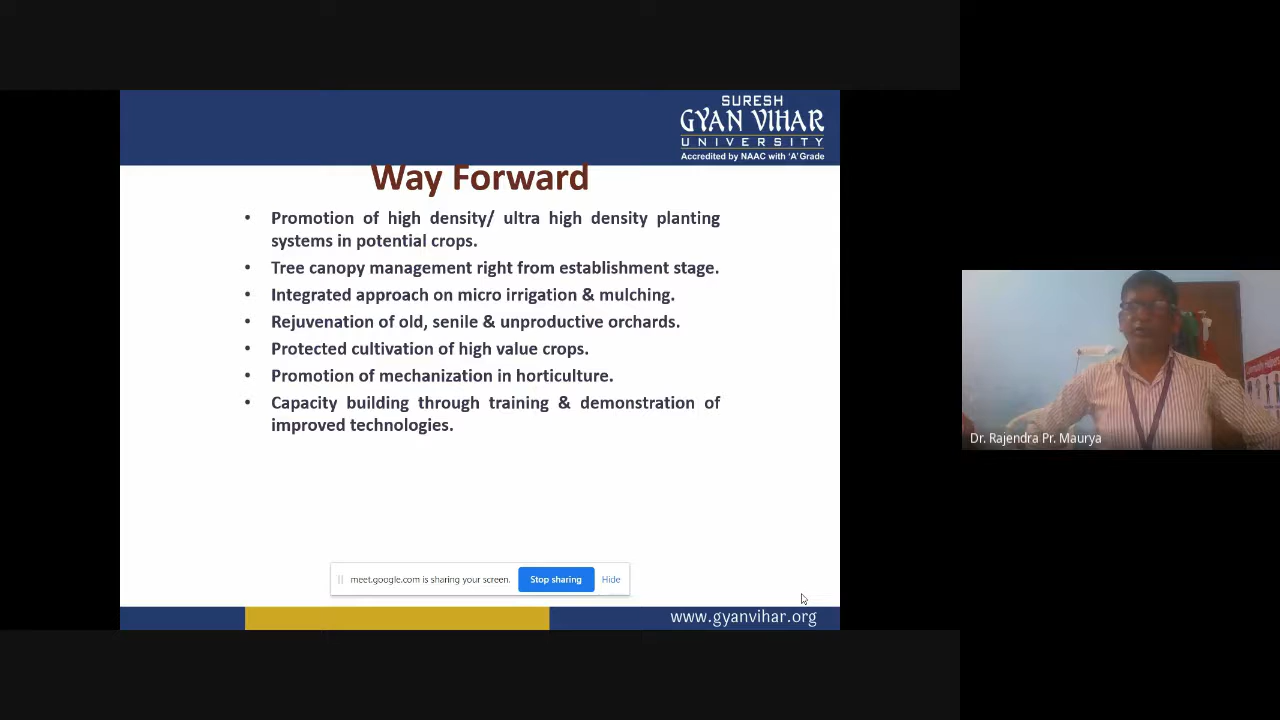 SURESH
GYAN VIHAR
UNIVERSITY
Accredited by NAAC with 'A' Grade
Way Forward
• Promotion of high density/ ultra high density planting
systems in potential crops.
• Tree canopy management right from establishment stage.
• Integrated approach on micro irrigation & mulching.
• Rejuvenation of old, senile & unproductive orchards.
• Protected cultivation of high value crops.
• Promotion of mechanization in horticulture.
• Capacity building through training & demonstration of
improved technologies.
meet.google.com is sharing your screen. Stop sharing Hide
www.gyanvihar.org
Dr. Rajendra Pr. Maurya